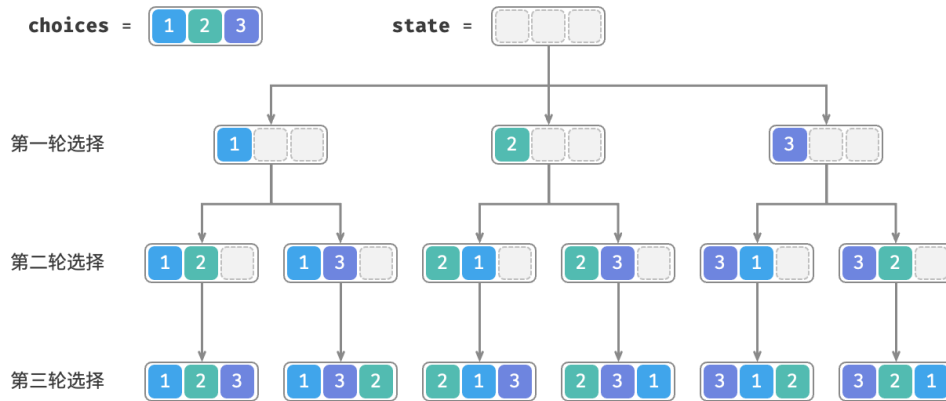 choices = 1 2 3 state =
第一轮选择 1 2 3
第二轮选择 1 2 1 3 2 1 2 3 3 1 3 2
第三轮选择 1 2 3 1 3 2 2 1 3 2 3 1 3 1 2 3 2 1